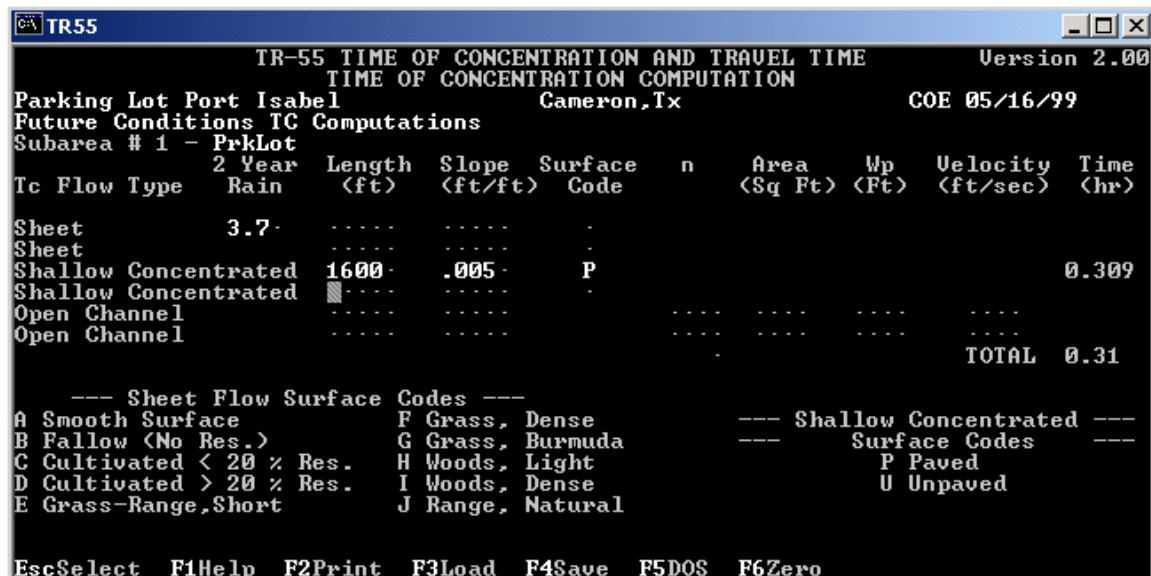 TR55
TR-55 TIME OF CONCENTRATION AND TRAVEL TIME Version 2.00
TIME OF CONCENTRATION COMPUTATION
Parking Lot Port Isabel Cameron,Tx COE 05/16/99
Future Conditions TC Computations
Subarea # 1 - PrkLot
2 Year Length Slope Surface n Area Wp Velocity Time
Tc Flow Type Rain (ft) (ft/ft) Code (Sq Ft) (Ft) (ft/sec) (hr)
Sheet 3.7
Sheet
Shallow Concentrated 1600 .005 P 0.309
Shallow Concentrated
Open Channel
Open Channel
TOTAL 0.31
--- Sheet Flow Surface Codes ---
A Smooth Surface F Grass, Dense --- Shallow Concentrated ---
B Fallow (No Res.) G Grass, Burmuda --- Surface Codes ---
C Cultivated < 20 % Res. H Woods, Light P Paved
D Cultivated > 20 % Res. I Woods, Dense U Unpaved
E Grass-Range,Short J Range, Natural
EscSelect F1Help F2Print F3Load F4Save F5DOS F6Zero